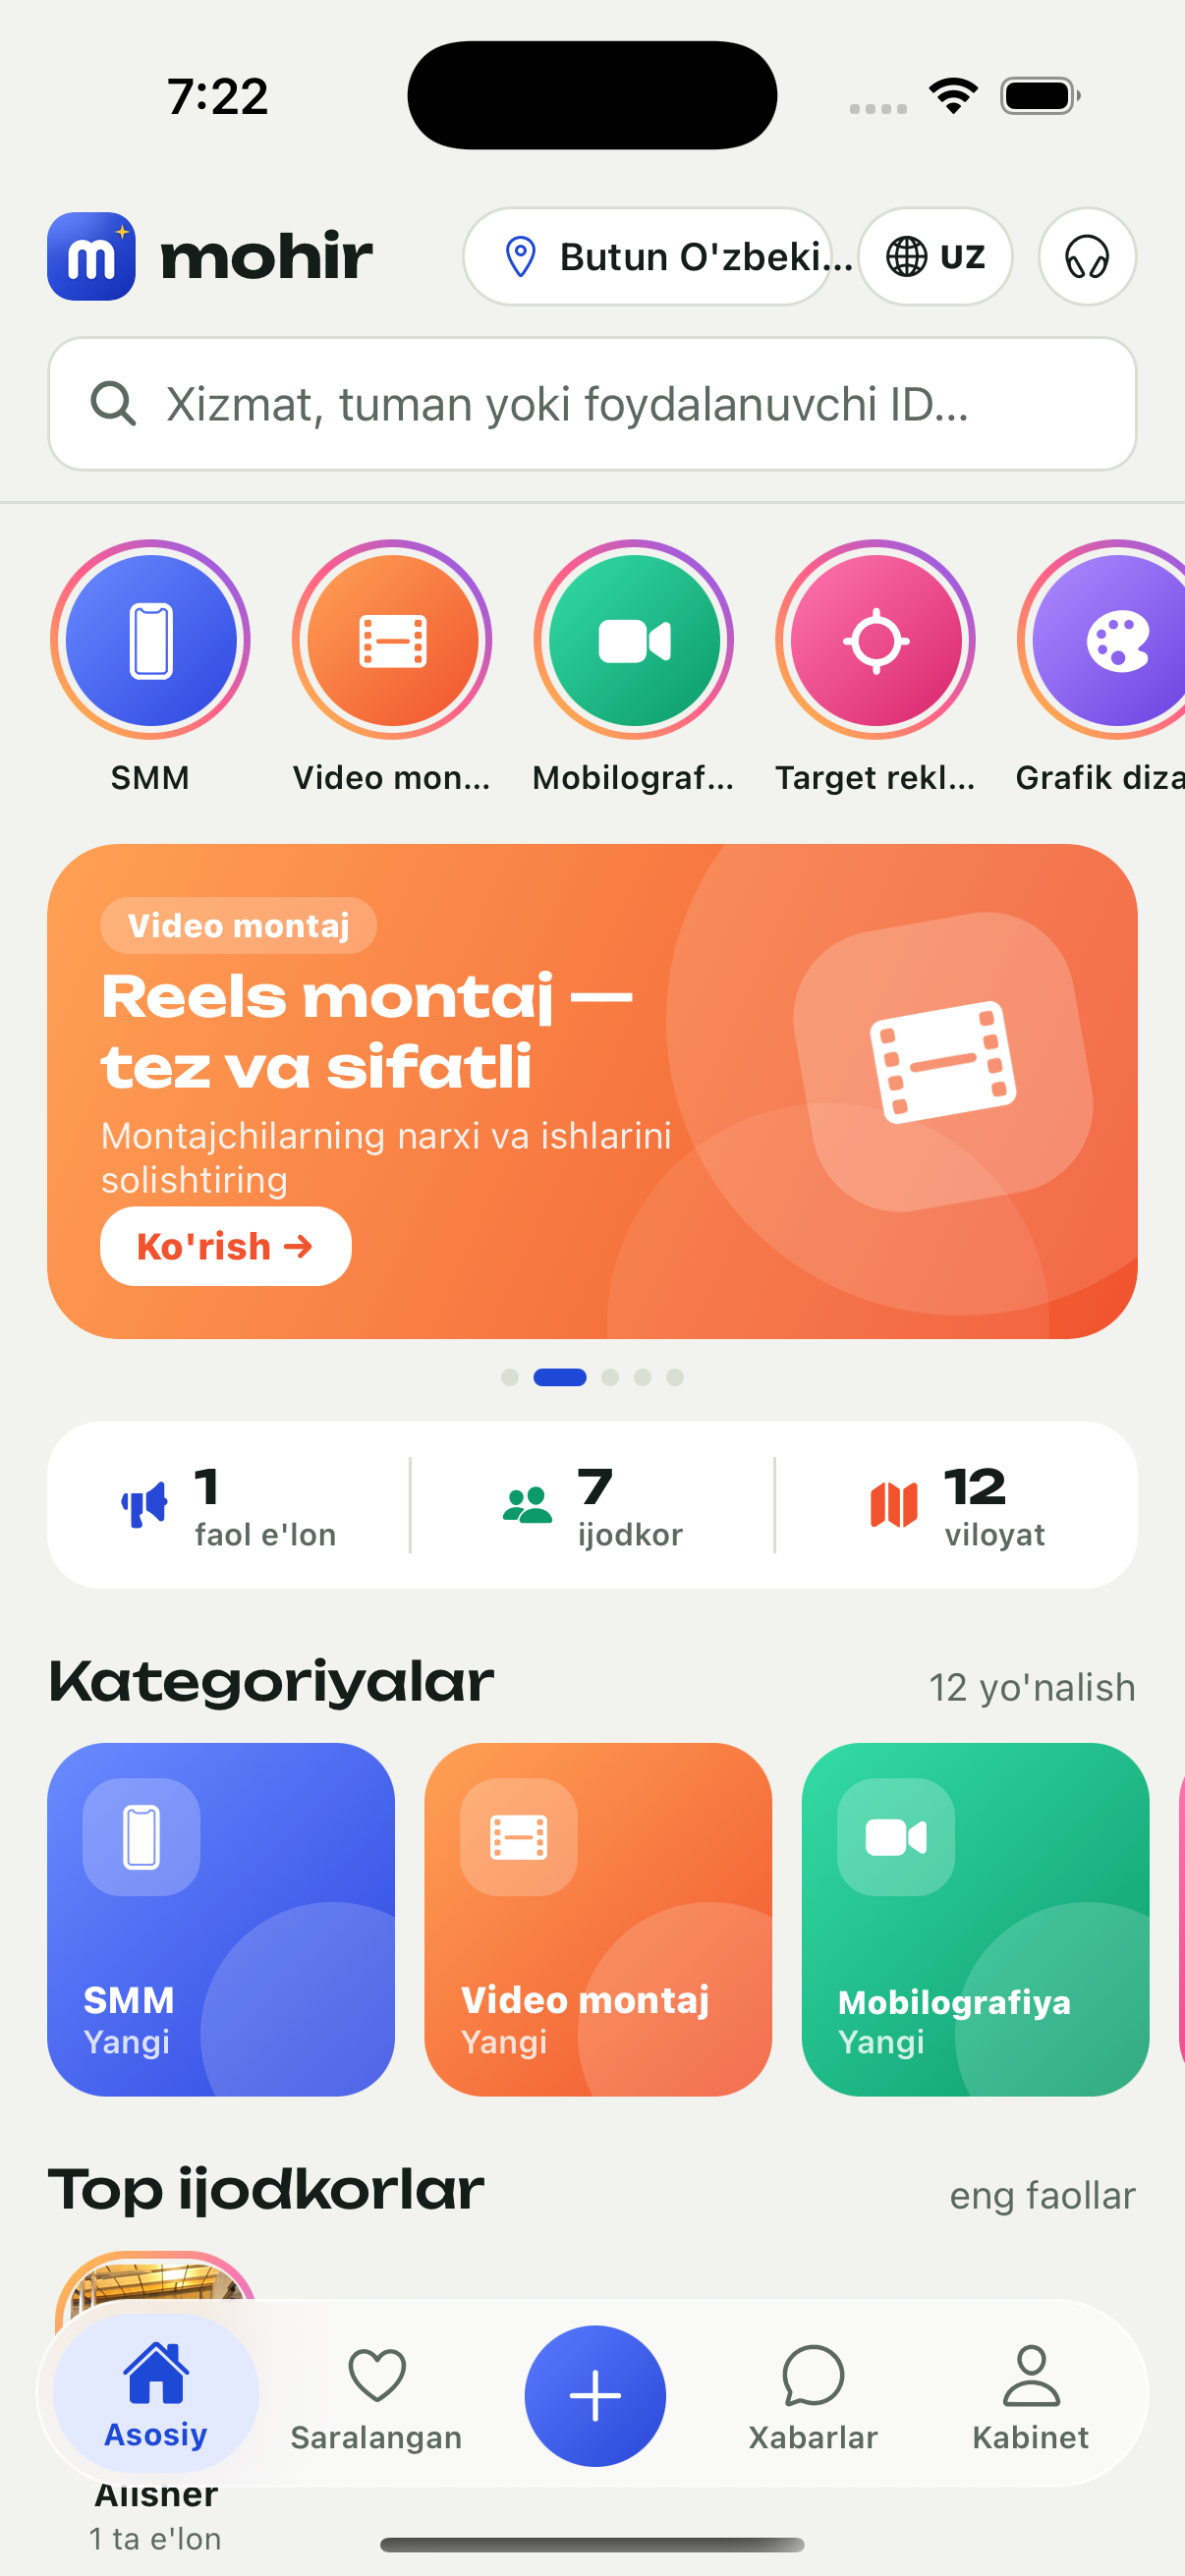 7:22
mohir
Butun O'zbeki...
UZ
Xizmat, tuman yoki foydalanuvchi ID...
SMM
Video mon...
Mobilograf...
Target rekl...
Grafik diza
Video montaj
Reels montaj —
tez va sifatli
Montajchilarning narxi va ishlarini
solishtiring
Ko'rish →
1
faol e'lon
7
ijodkor
12
viloyat
Kategoriyalar
12 yo'nalish
SMM
Yangi
Video montaj
Yangi
Mobilografiya
Yangi
Top ijodkorlar
eng faollar
Asosiy
Saralangan
Xabarlar
Kabinet
Alisher
1 ta e'lon